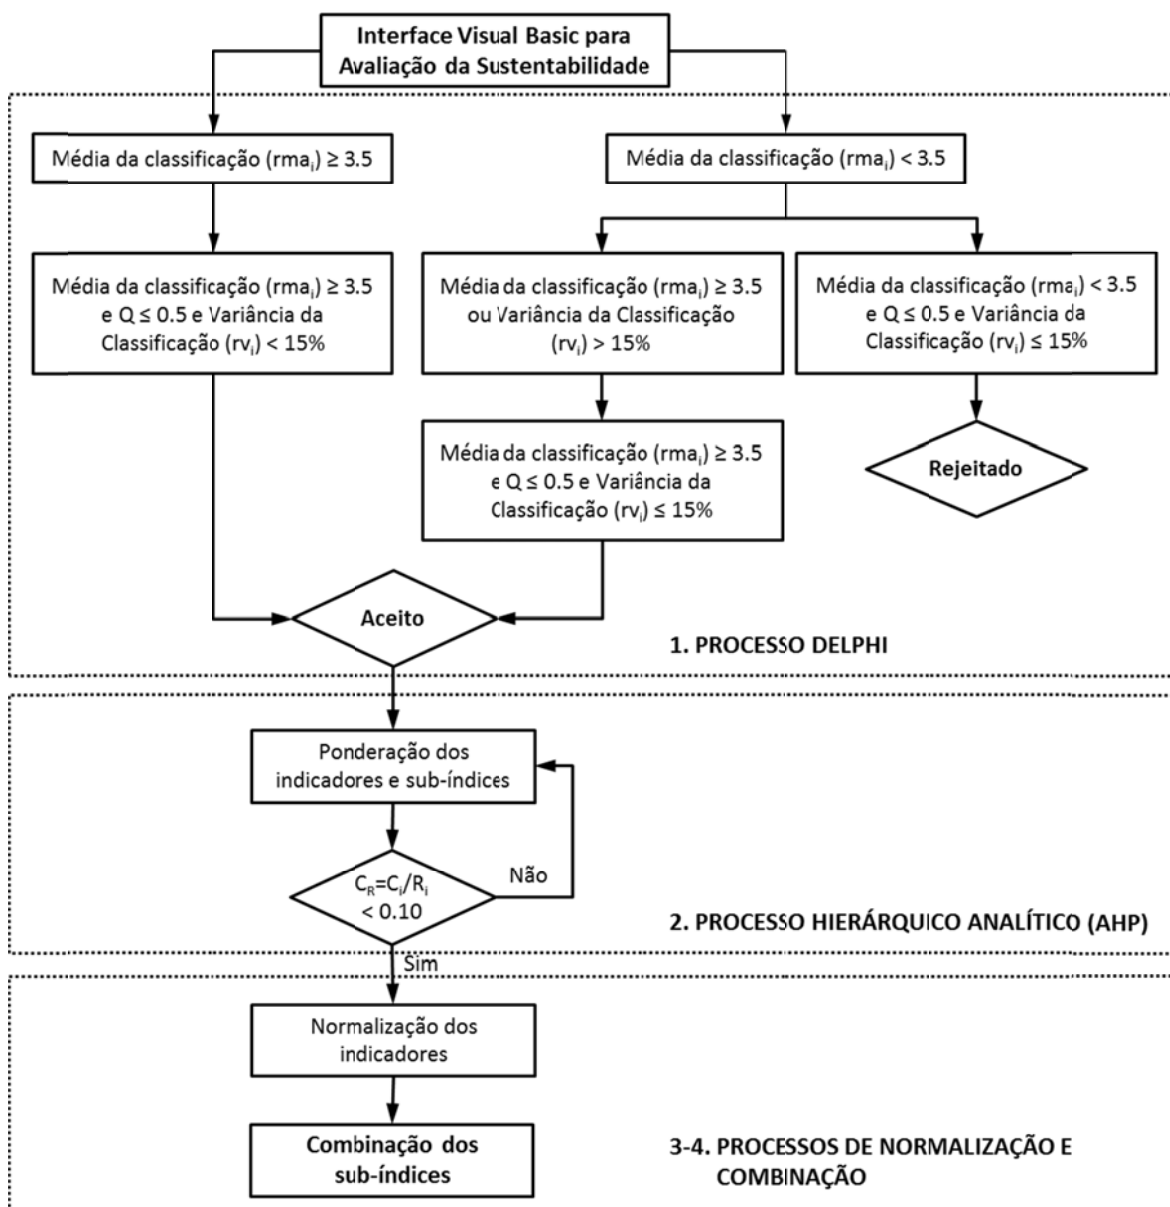 Interface Visual Basic para
Avaliação da Sustentabilidade
Média da classificação (rmaᵢ) ≥ 3.5
Média da classificação (rmaᵢ) < 3.5
Média da classificação (rmaᵢ) ≥ 3.5
e Q ≤ 0.5 e Variância da
Classificação (rvᵢ) < 15%
Média da classificação (rmaᵢ) ≥ 3.5
ou Variância da Classificação
(rvᵢ) > 15%
Média da classificação (rmaᵢ) < 3.5
e Q ≤ 0.5 e Variância da
Classificação (rvᵢ) ≤ 15%
Média da classificação (rmaᵢ) ≥ 3.5
e Q ≤ 0.5 e Variância da
Classificação (rvᵢ) ≤ 15%
Rejeitado
Aceito
1. PROCESSO DELPHI
Ponderação dos
indicadores e sub-índices
C_R=C_i/R_i
< 0.10
Não
2. PROCESSO HIERÁRQUICO ANALÍTICO (AHP)
Sim
Normalização dos
indicadores
Combinação dos
sub-índices
3-4. PROCESSOS DE NORMALIZAÇÃO E
COMBINAÇÃO